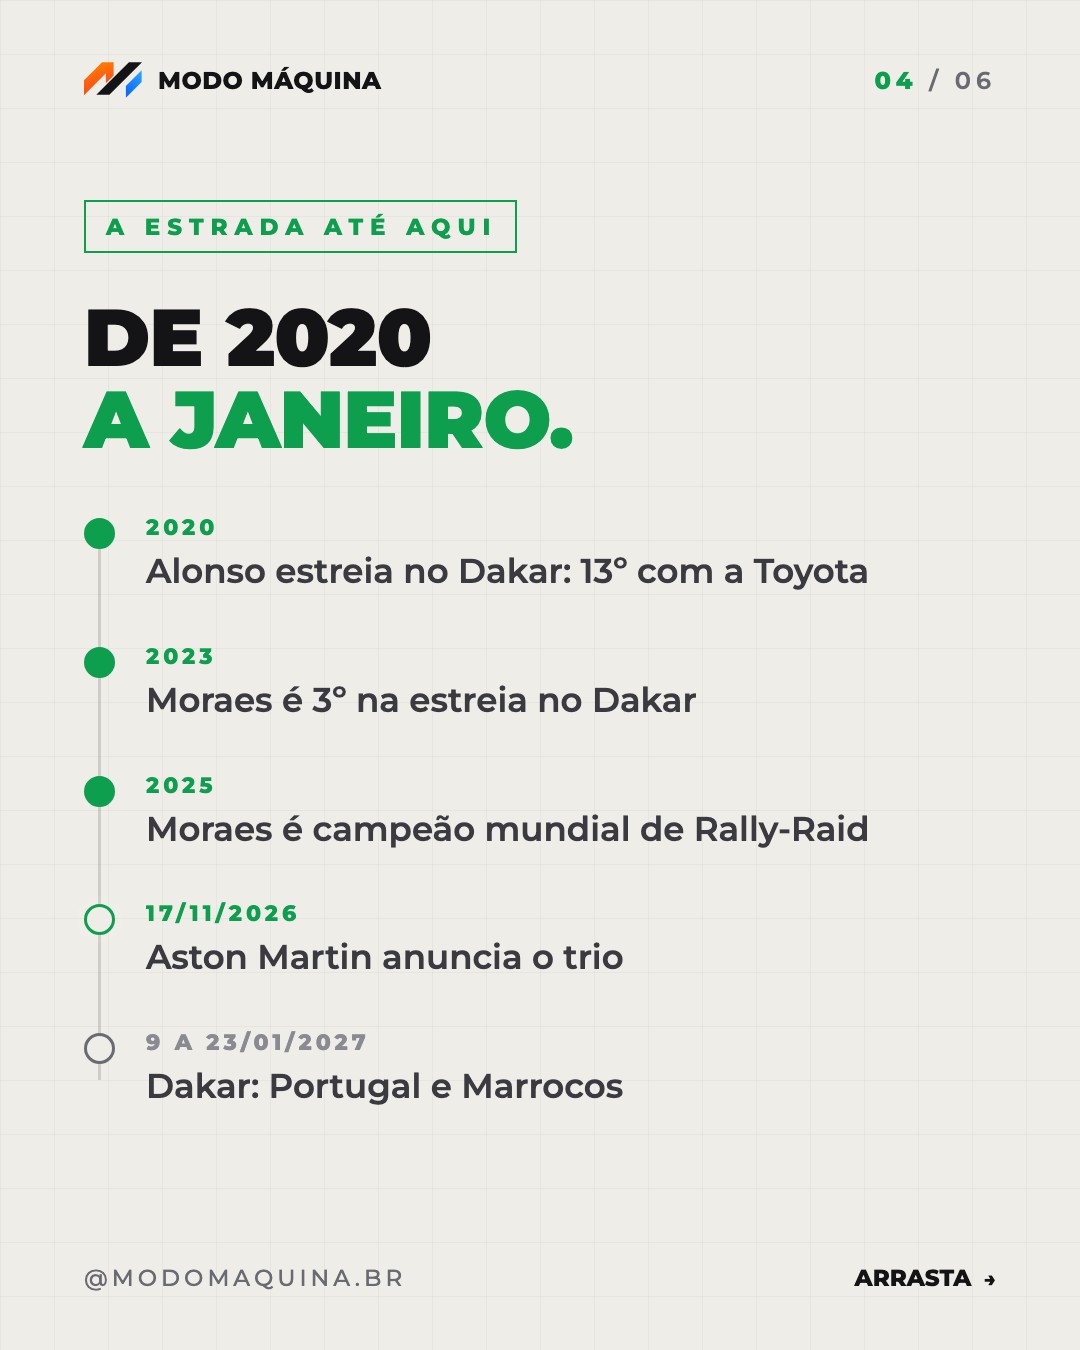 MODO MÁQUINA
04 / 06
A ESTRADA ATÉ AQUI
DE 2020
A JANEIRO.
2020
Alonso estreia no Dakar: 13º com a Toyota
2023
Moraes é 3º na estreia no Dakar
2025
Moraes é campeão mundial de Rally-Raid
17/11/2026
Aston Martin anuncia o trio
9 A 23/01/2027
Dakar: Portugal e Marrocos
@MODOMAQUINA.BR
ARRASTA →